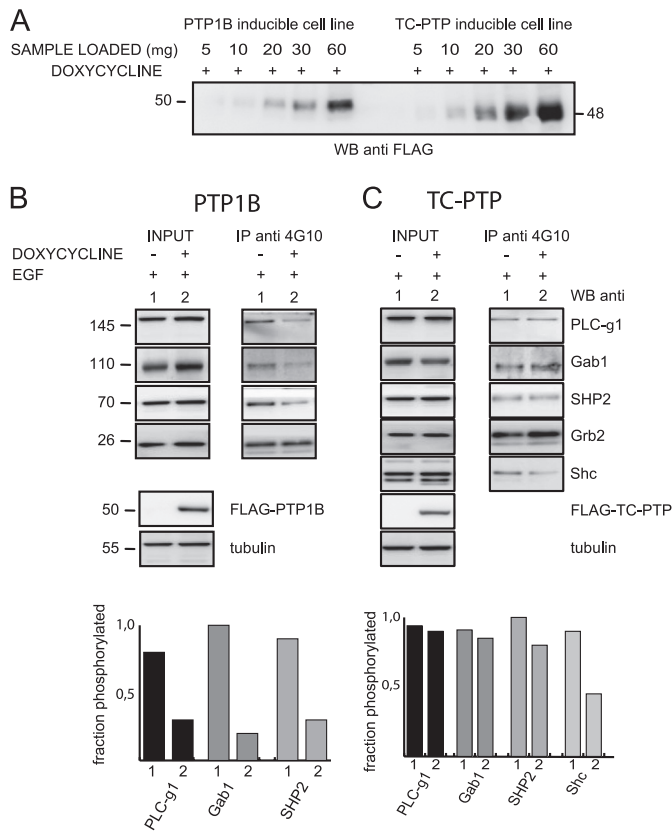 A
PTP1B inducible cell line TC-PTP inducible cell line
SAMPLE LOADED (mg) 5 10 20 30 60 5 10 20 30 60
DOXYCYCLINE + + + + + + + + + +
50
48
WB anti FLAG
B PTP1B
INPUT IP anti 4G10
DOXYCYCLINE - + - +
EGF + + + +
1 2 1 2
145
110
70
26
50 FLAG-PTP1B
55 tubulin
fraction phosphorylated
1,0
0,5
1 2 1 2 1 2
PLC-g1 Gab1 SHP2
C TC-PTP
INPUT IP anti 4G10
- + - +
+ + + +
1 2 1 2 WB anti
PLC-g1
Gab1
SHP2
Grb2
Shc
FLAG-TC-PTP
tubulin
fraction phosphorylated
1,0
0,5
1 2 1 2 1 2 1 2
PLC-g1 Gab1 SHP2 Shc